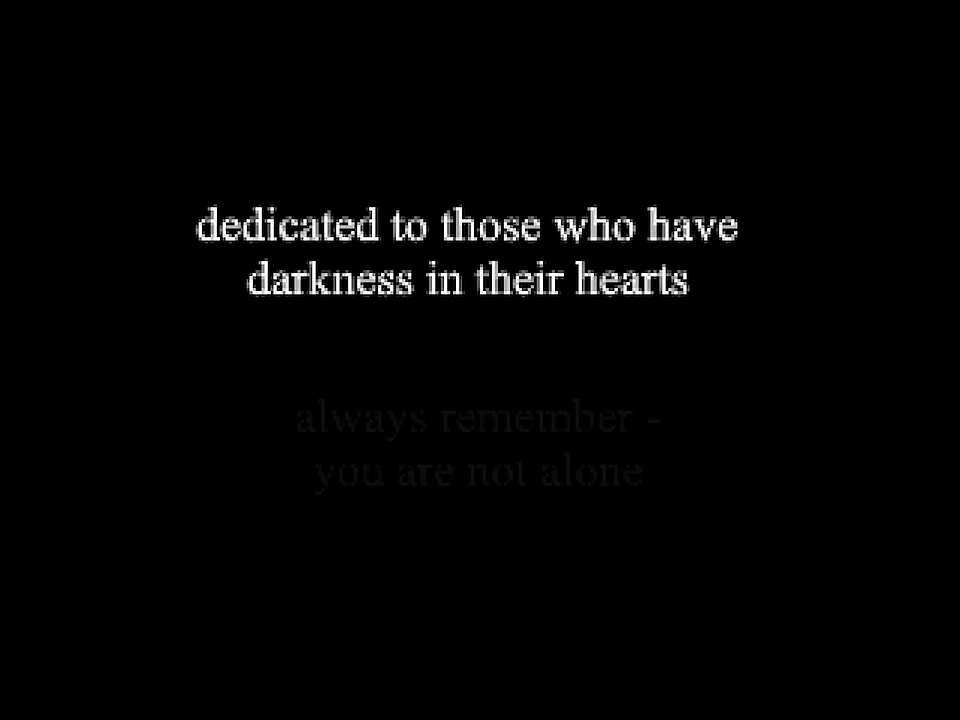 dedicated to those who have
darkness in their hearts
always remember -
you are not alone